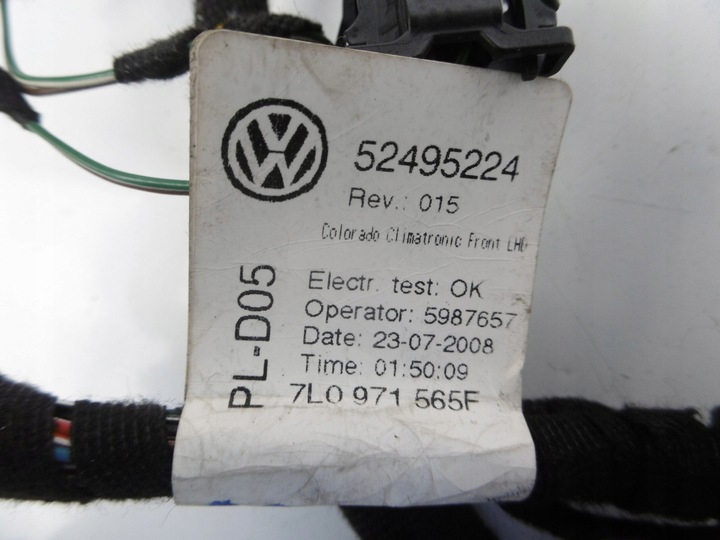 VW
52495224
Rev.: 015
Colorado Climatronic Front LHD
Electr. test: OK
Operator: 5987657
Date: 23-07-2008
Time: 01:50:09
7L0 971 565F
PL-D05